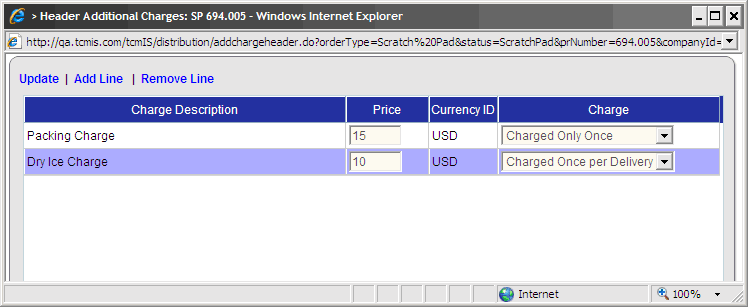 > Header Additional Charges: SP 694.005 - Windows Internet Explorer
http://qa.tcmis.com/tcmIS/distribution/addchargeheader.do?orderType=Scratch%20Pad&status=ScratchPad&prNumber=694.005&companyId=
Update | Add Line | Remove Line
Charge Description Price Currency ID Charge
Packing Charge 15 USD Charged Only Once
Dry Ice Charge 10 USD Charged Once per Delivery
Internet 100%